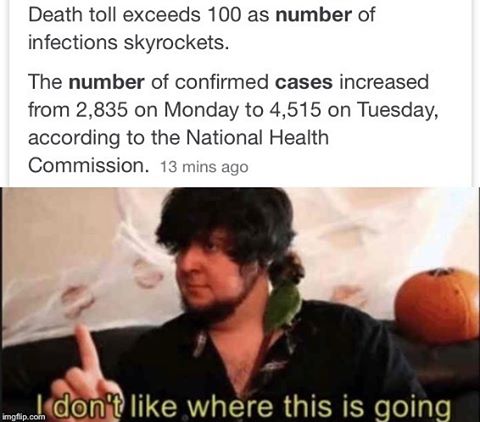 Death toll exceeds 100 as number of
infections skyrockets.
The number of confirmed cases increased
from 2,835 on Monday to 4,515 on Tuesday,
according to the National Health
Commission. 13 mins ago
I don't like where this is going
imgflip.com